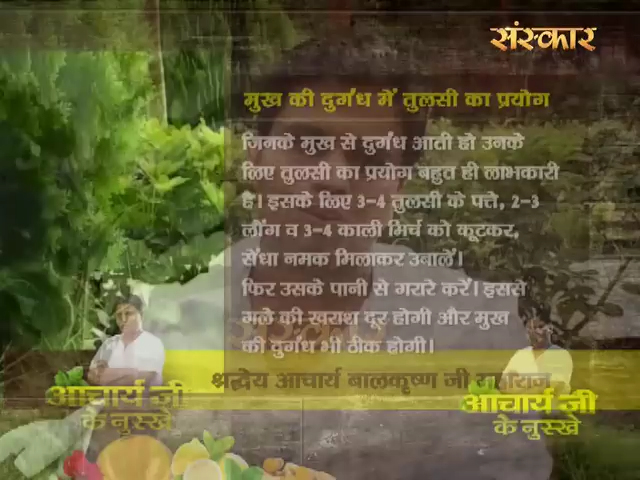 संस्कार
मुख की दुर्गंध में तुलसी का प्रयोग
जिनके मुख से दुर्गंध आती हो उनके
लिए तुलसी का प्रयोग बहुत ही लाभकारी
है। इसके लिए 3-4 तुलसी के पत्ते, 2-3
लौंग व 3-4 काली मिर्च को कूटकर,
सेंधा नमक मिलाकर उबालें।
फिर उसके पानी से गरारे करें। इससे
गले की खराश दूर होगी और मुख
की दुर्गंध भी ठीक होगी।
श्रद्धेय आचार्य बालकृष्ण जी महाराज
आचार्य जी
के नुस्खे
आचार्य जी
के नुस्खे